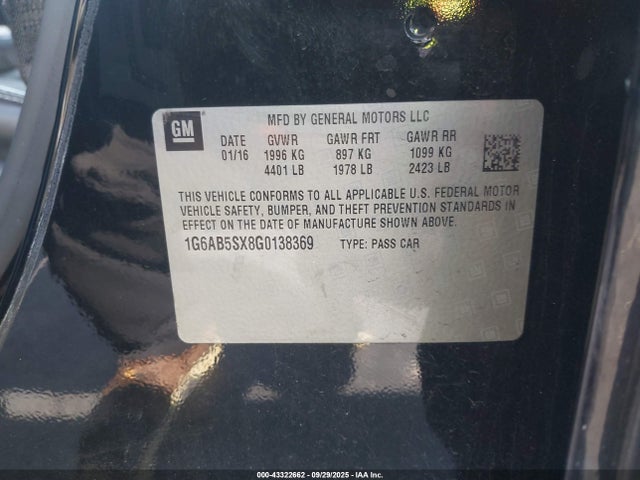 GM
MFD BY GENERAL MOTORS LLC
DATE GVWR GAWR FRT GAWR RR
01/16 1996 KG 897 KG 1099 KG
4401 LB 1978 LB 2423 LB
THIS VEHICLE CONFORMS TO ALL APPLICABLE U.S. FEDERAL MOTOR
VEHICLE SAFETY, BUMPER, AND THEFT PREVENTION STANDARDS IN
EFFECT ON THE DATE OF MANUFACTURE SHOWN ABOVE.
1G6AB5SX8G0138369 TYPE: PASS CAR
000-43322662 - 09/29/2025 - IAA Inc.